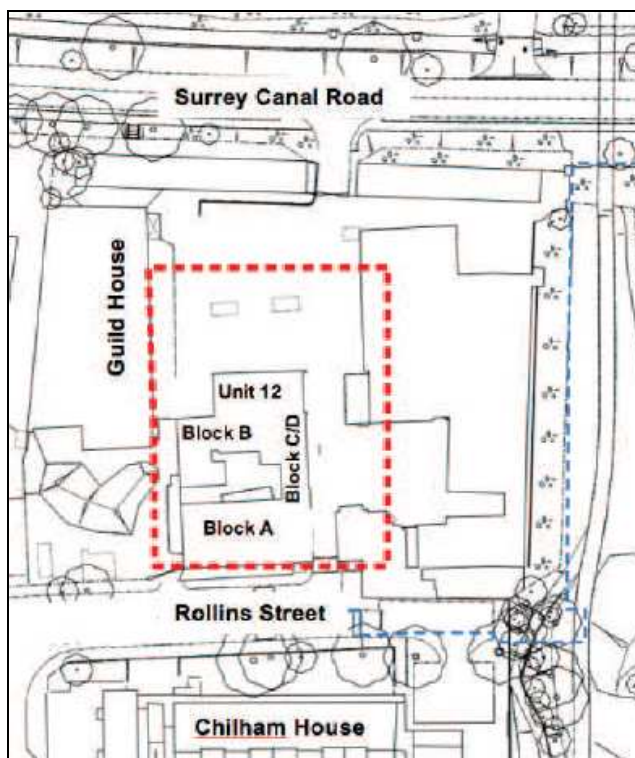 Surrey Canal Road
Guild House
Unit 12
Block B
Block C/D
Block A
Rollins Street
Chilham House